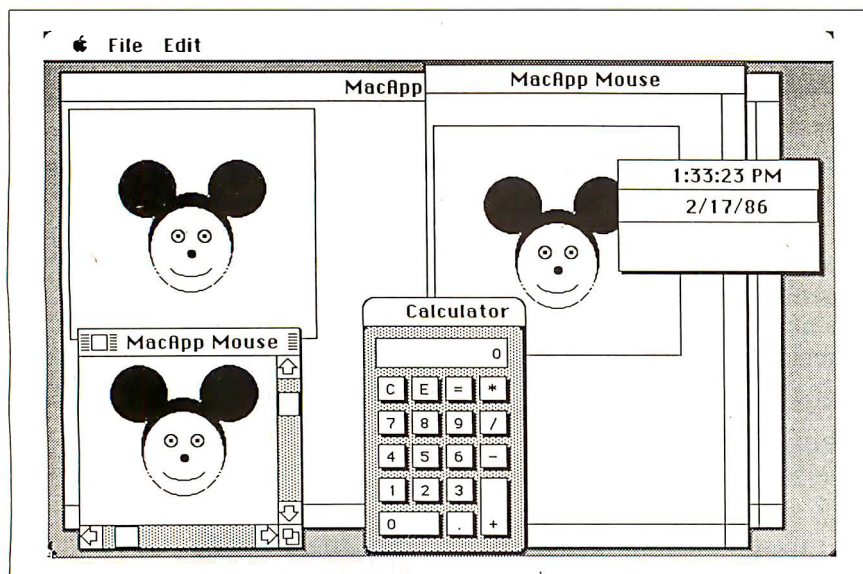 File Edit
MacApp
MacApp Mouse
1:33:23 PM
2/17/86
Calculator
0
MacApp Mouse
C E = *
7 8 9 /
4 5 6 -
1 2 3
0 . +